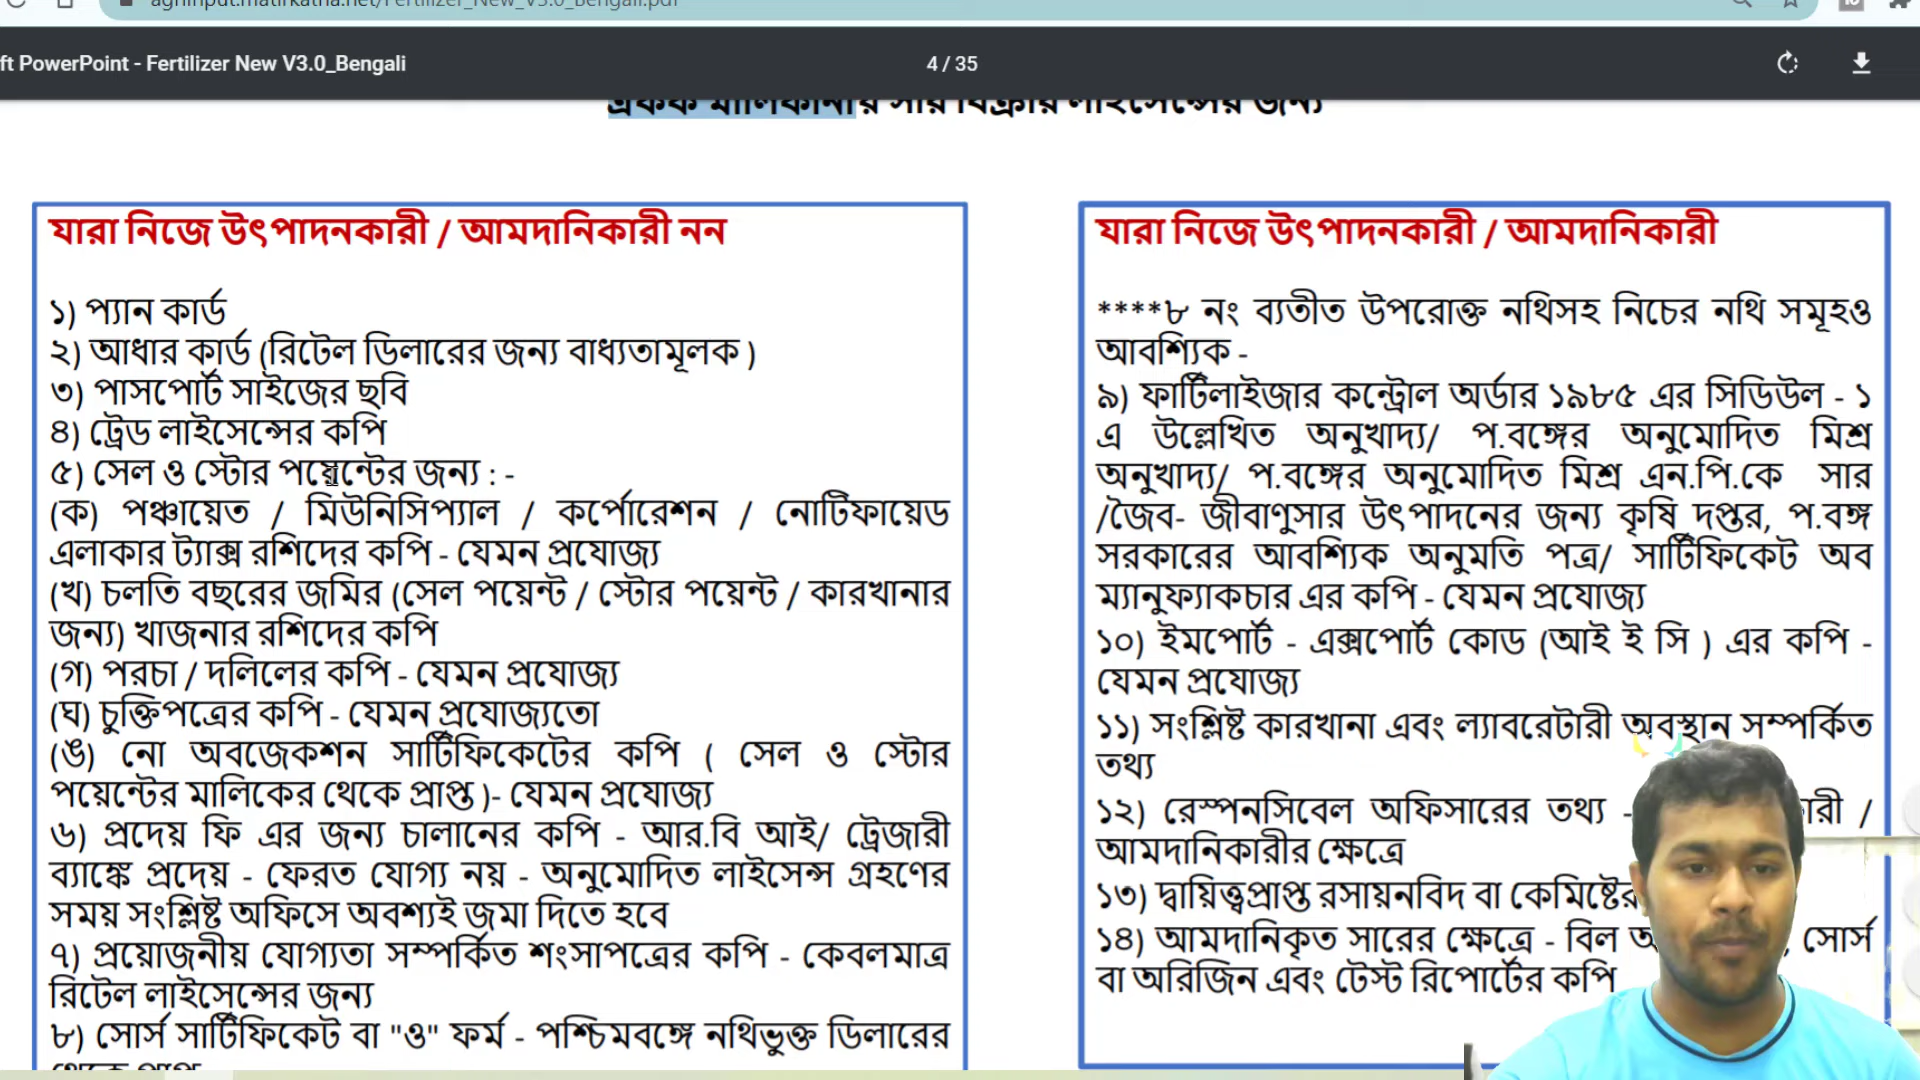 agriinput.matirkatha.net/Fertilizer_New_V3.0_Bengali.pdf
ft PowerPoint - Fertilizer New V3.0_Bengali
4 / 35
একক মালিকানার সার বিক্রীর লাইসেন্সের জন্য
যারা নিজে উৎপাদনকারী / আমদানিকারী নন
১) প্যান কার্ড
২) আধার কার্ড (রিটেল ডিলারের জন্য বাধ্যতামূলক )
৩) পাসপোর্ট সাইজের ছবি
৪) ট্রেড লাইসেন্সের কপি
৫) সেল ও স্টোর পয়েন্টের জন্য : -
(ক) পঞ্চায়েত / মিউনিসিপ্যাল / কর্পোরেশন / নোটিফায়েড
এলাকার ট্যাক্স রশিদের কপি - যেমন প্রযোজ্য
(খ) চলতি বছরের জমির (সেল পয়েন্ট / স্টোর পয়েন্ট / কারখানার
জন্য) খাজনার রশিদের কপি
(গ) পরচা / দলিলের কপি - যেমন প্রযোজ্য
(ঘ) চুক্তিপত্রের কপি - যেমন প্রযোজ্যতো
(ঙ) নো অবজেকশন সার্টিফিকেটের কপি ( সেল ও স্টোর
পয়েন্টের মালিকের থেকে প্রাপ্ত )- যেমন প্রযোজ্য
৬) প্রদেয় ফি এর জন্য চালানের কপি - আর.বি আই/ ট্রেজারী
ব্যাঙ্কে প্রদেয় - ফেরত যোগ্য নয় - অনুমোদিত লাইসেন্স গ্রহণের
সময় সংশ্লিষ্ট অফিসে অবশ্যই জমা দিতে হবে
৭) প্রয়োজনীয় যোগ্যতা সম্পর্কিত শংসাপত্রের কপি - কেবলমাত্র
রিটেল লাইসেন্সের জন্য
৮) সোর্স সার্টিফিকেট বা "ও" ফর্ম - পশ্চিমবঙ্গে নথিভুক্ত ডিলারের
থেকে প্রাপ্ত
যারা নিজে উৎপাদনকারী / আমদানিকারী
****৮ নং ব্যতীত উপরোক্ত নথিসহ নিচের নথি সমূহও
আবশ্যিক -
৯) ফার্টিলাইজার কন্ট্রোল অর্ডার ১৯৮৫ এর সিডিউল - ১
এ উল্লেখিত অনুখাদ্য/ প.বঙ্গের অনুমোদিত মিশ্র
অনুখাদ্য/ প.বঙ্গের অনুমোদিত মিশ্র এন.পি.কে সার
/জৈব- জীবাণুসার উৎপাদনের জন্য কৃষি দপ্তর, প.বঙ্গ
সরকারের আবশ্যিক অনুমতি পত্র/ সার্টিফিকেট অব
ম্যানুফ্যাকচার এর কপি - যেমন প্রযোজ্য
১০) ইমপোর্ট - এক্সপোর্ট কোড (আই ই সি ) এর কপি -
যেমন প্রযোজ্য
১১) সংশ্লিষ্ট কারখানা এবং ল্যাবরেটারী অবস্থান সম্পর্কিত
তথ্য
১২) রেস্পনসিবেল অফিসারের তথ্য - /
আমদানিকারীর ক্ষেত্রে
১৩) দ্বায়িত্ত্বপ্রাপ্ত রসায়নবিদ বা কেমিষ্টের
১৪) আমদানিকৃত সারের ক্ষেত্রে - বিল , সোর্স
বা অরিজিন এবং টেস্ট রিপোর্টের কপি